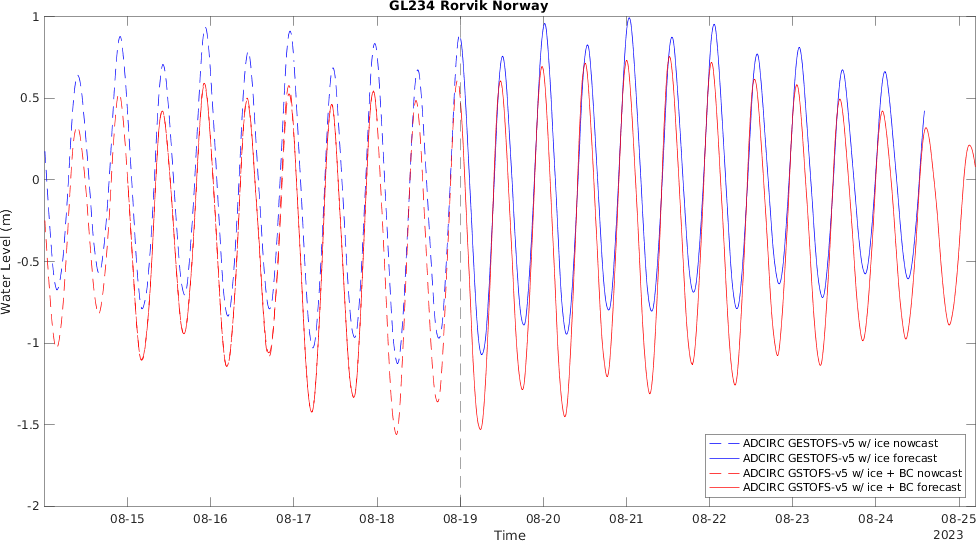 GL234 Rorvik Norway
1
0.5
0
-0.5
-1
-1.5
-2
Water Level (m)
08-15 08-16 08-17 08-18 08-19 08-20 08-21 08-22 08-23 08-24 08-25
Time
2023
ADCIRC GESTOFS-v5 w/ ice nowcast
ADCIRC GESTOFS-v5 w/ ice forecast
ADCIRC GSTOFS-v5 w/ ice + BC nowcast
ADCIRC GSTOFS-v5 w/ ice + BC forecast